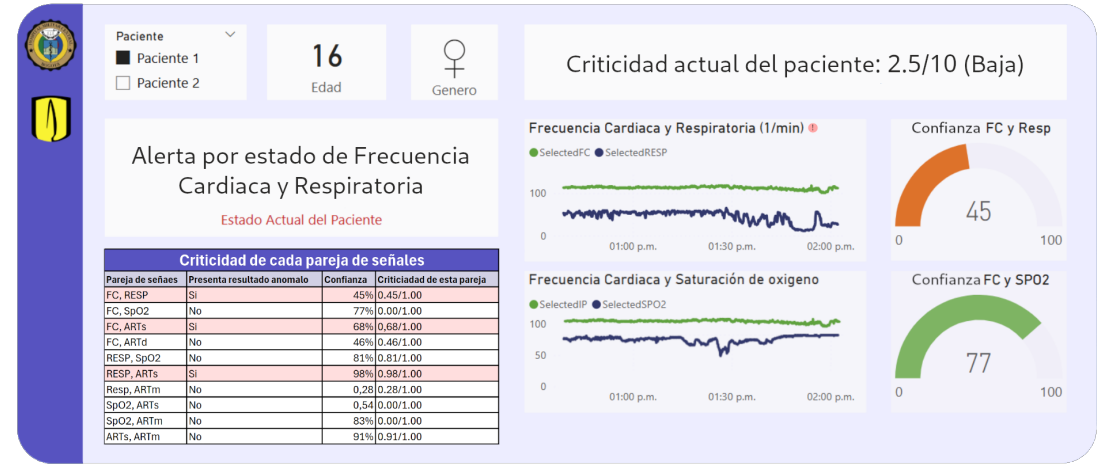 Paciente
Paciente 1
Paciente 2
16
Edad
Genero
Criticidad actual del paciente: 2.5/10 (Baja)
Alerta por estado de Frecuencia
Cardiaca y Respiratoria
Estado Actual del Paciente
Criticidad de cada pareja de señales
Pareja de señaes Presenta resultado anomalo Confianza Criticiadad de esta pareja
FC, RESP Si 45% 0.45/1.00
FC, SpO2 No 77% 0.00/1.00
FC, ARTs Si 68% 0,68/1.00
FC, ARTd No 46% 0.46/1.00
RESP, SpO2 No 81% 0.81/1.00
RESP, ARTs Si 98% 0.98/1.00
Resp, ARTm No 0,28 0.28/1.00
SpO2, ARTs No 0,54 0.00/1.00
SpO2, ARTm No 83% 0.00/1.00
ARTs, ARTm No 91% 0.91/1.00
Frecuencia Cardiaca y Respiratoria (1/min)
SelectedFC SelectedRESP
100
0
01:00 p.m. 01:30 p.m. 02:00 p.m.
Confianza FC y Resp
45
0 100
Frecuencia Cardiaca y Saturación de oxigeno
SelectedIP SelectedSPO2
100
50
0
01:00 p.m. 01:30 p.m. 02:00 p.m.
Confianza FC y SPO2
77
0 100